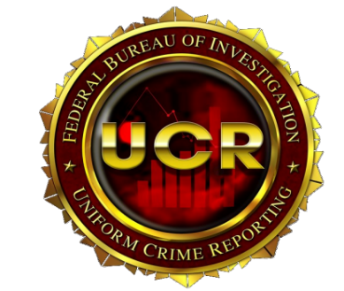 FEDERAL BUREAU OF INVESTIGATION
UCR
UNIFORM CRIME REPORTING